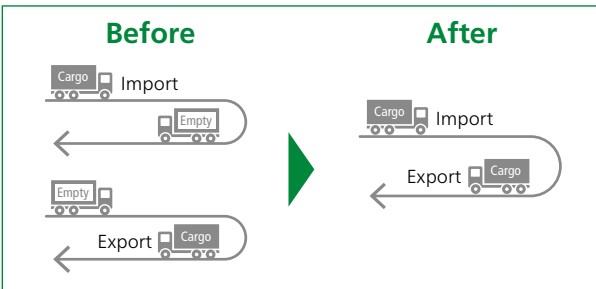 Before
Cargo
Import
Empty
Empty
Export
Cargo
After
Cargo
Import
Export
Cargo